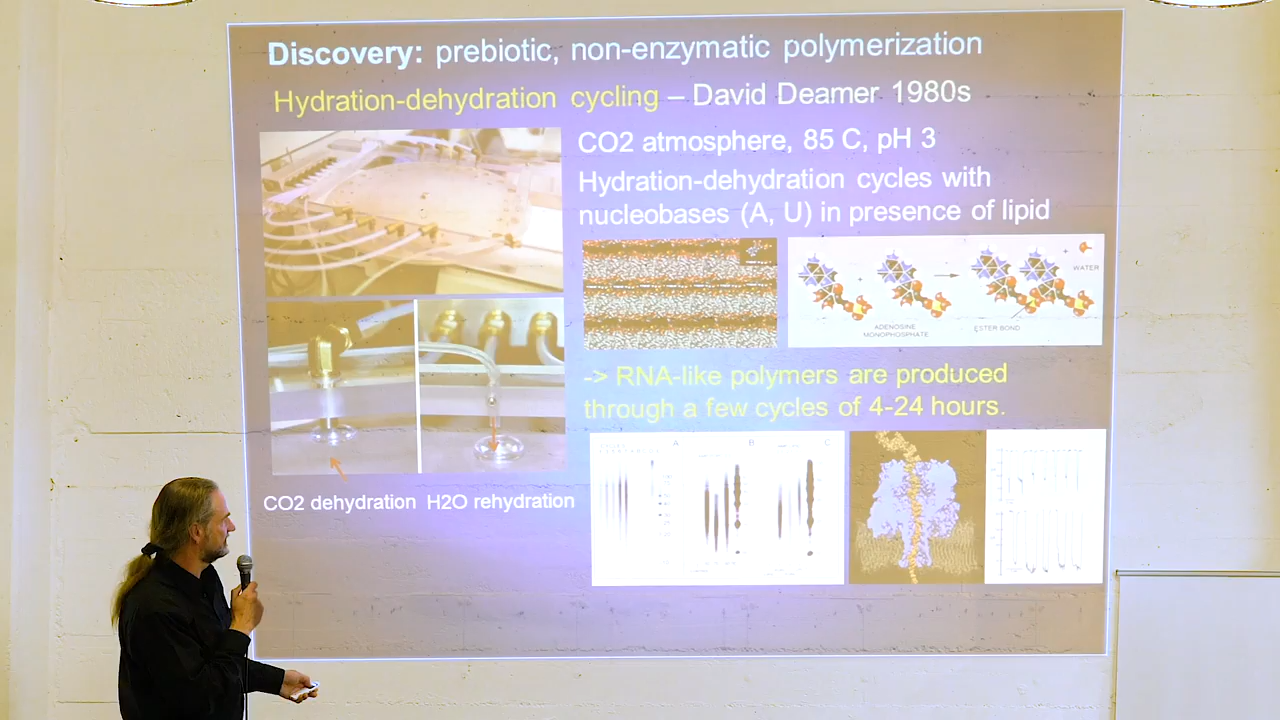 Discovery: prebiotic, non-enzymatic polymerization
Hydration-dehydration cycling – David Deamer 1980s
CO2 atmosphere, 85 C, pH 3
Hydration-dehydration cycles with
nucleobases (A, U) in presence of lipid
+
+
WATER
ADENOSINE
MONOPHOSPHATE
ESTER BOND
-> RNA-like polymers are produced
through a few cycles of 4-24 hours.
A
B
C
CO2 dehydration
H2O rehydration